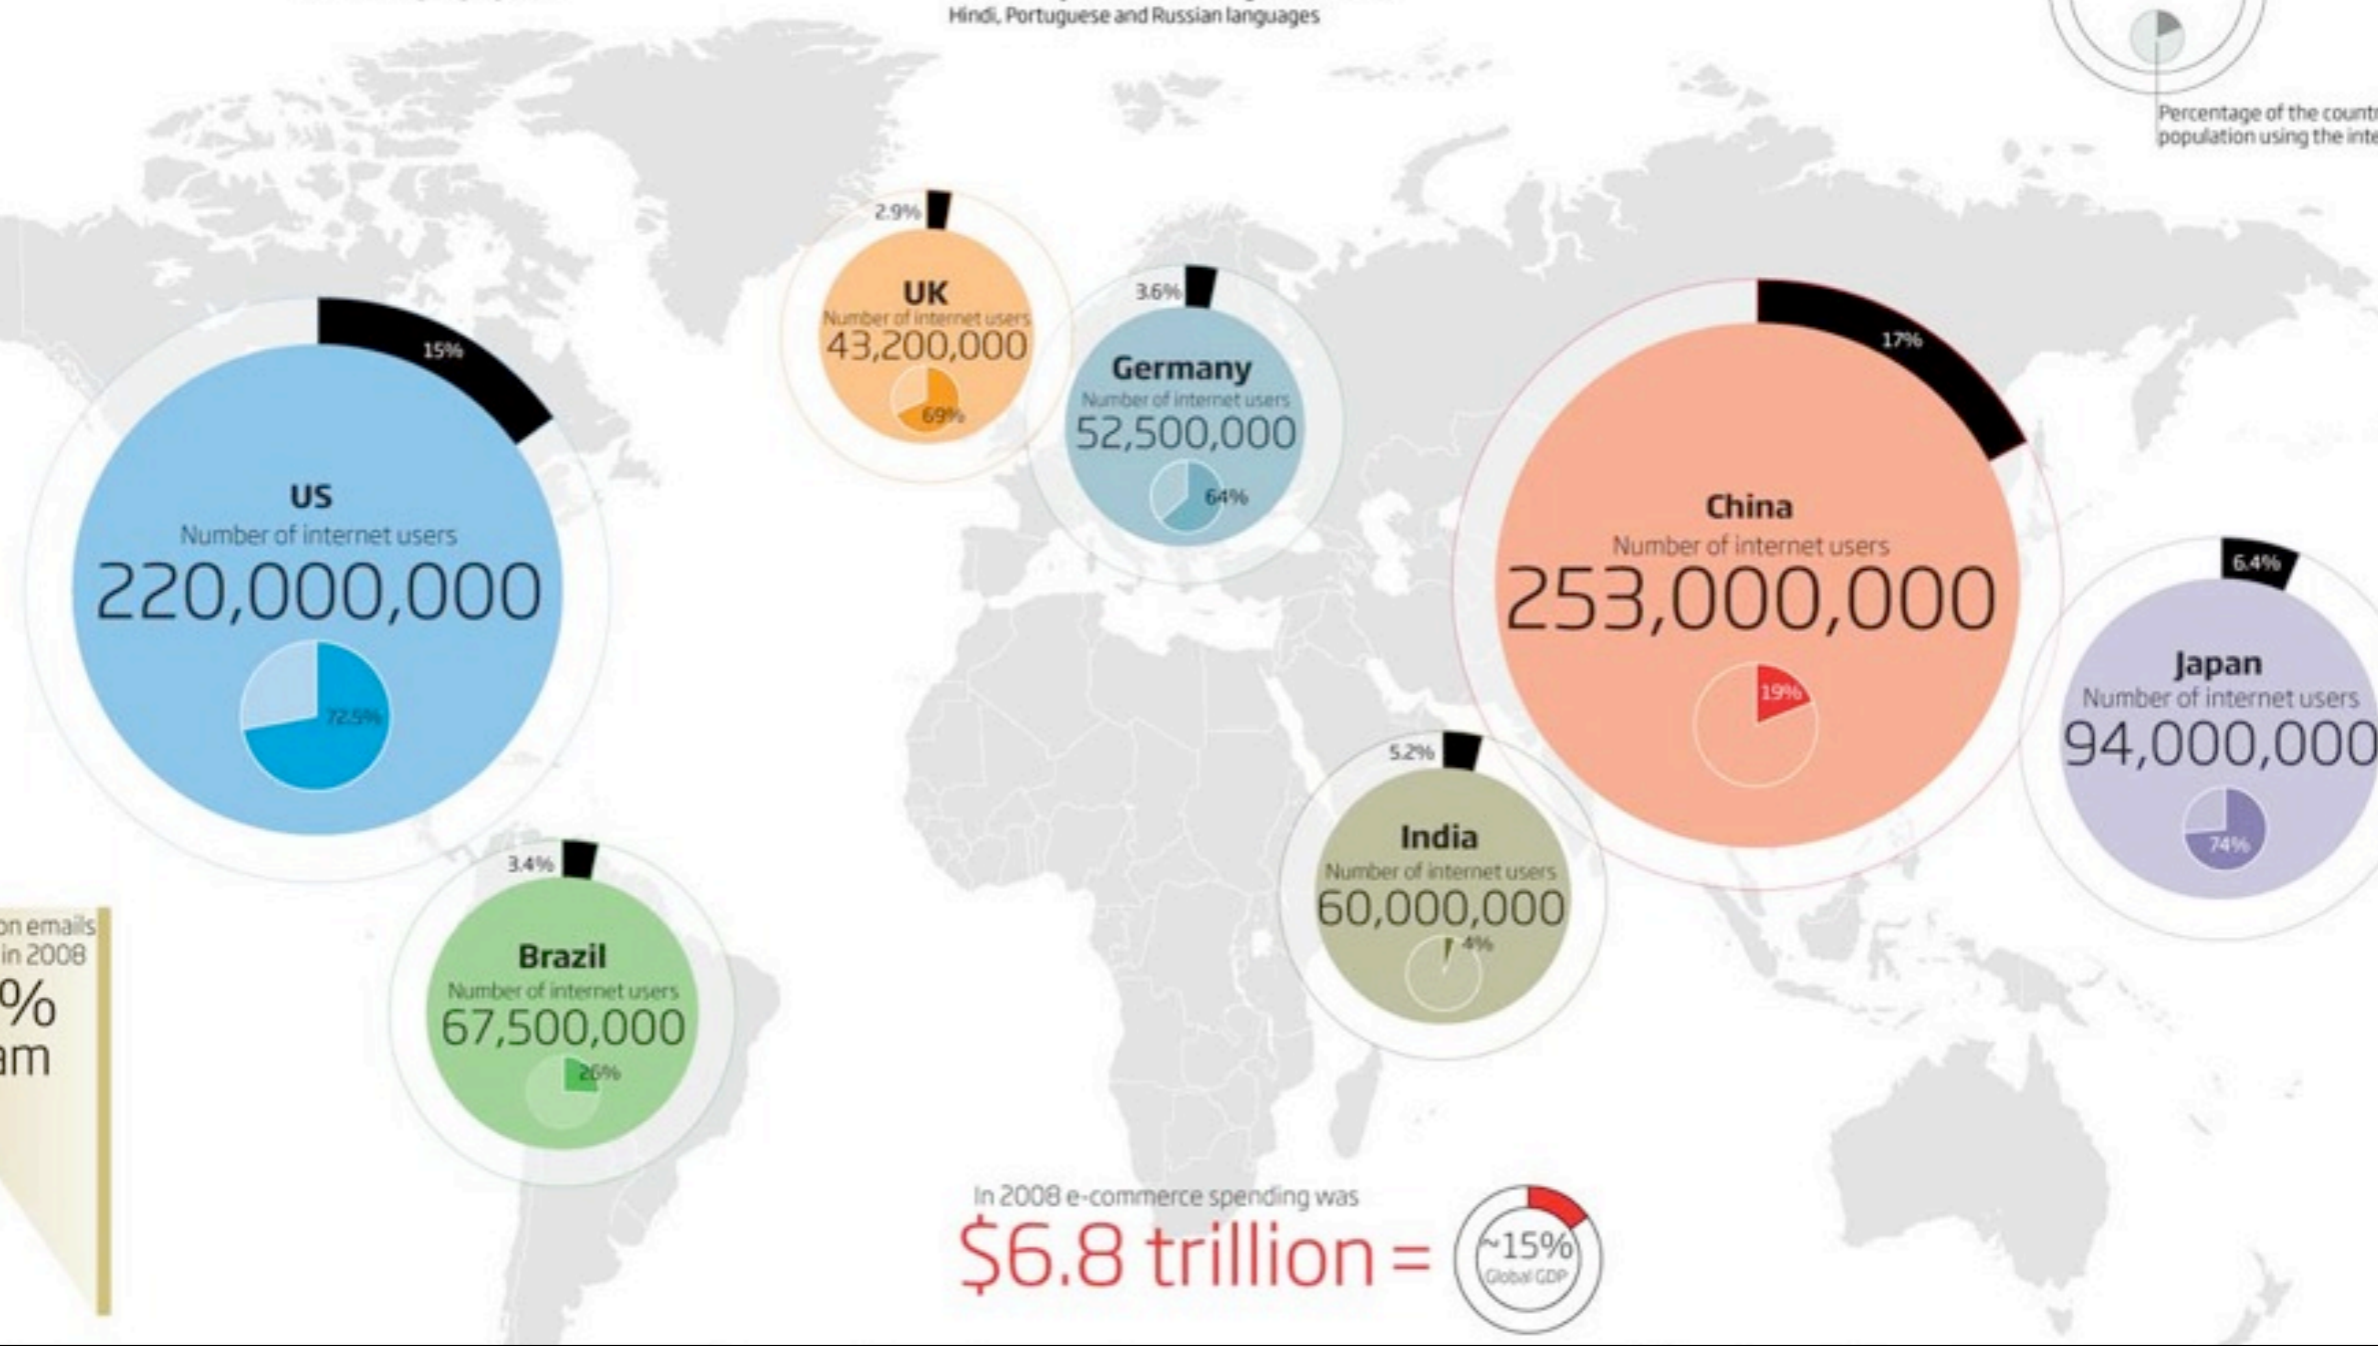 Hindi, Portuguese and Russian languages
Percentage of the
population using the
2.9%
UK
Number of internet users
43,200,000
69%
3.6%
Germany
Number of internet users
52,500,000
64%
15%
US
Number of internet users
220,000,000
72.5%
17%
China
Number of internet users
253,000,000
19%
6.4%
Japan
Number of internet users
94,000,000
74%
5.2%
India
Number of internet users
60,000,000
4%
3.4%
Brazil
Number of internet users
67,500,000
26%
on emails
in 2008
%
am
In 2008 e-commerce spending was
$6.8 trillion =
~15%
Global GDP